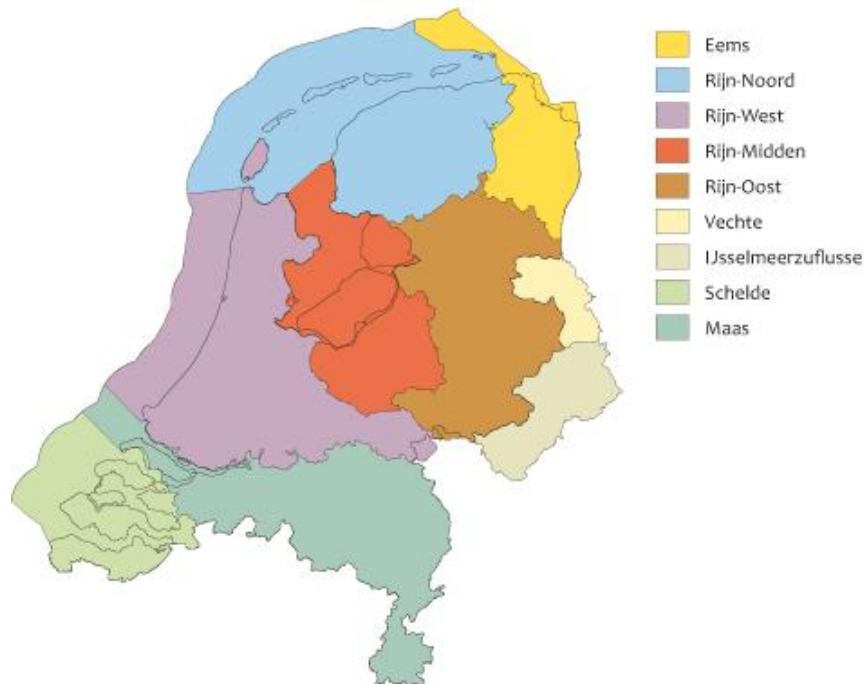 Eems
Rijn-Noord
Rijn-West
Rijn-Midden
Rijn-Oost
Vechte
IJsselmeerzuflusse
Schelde
Maas